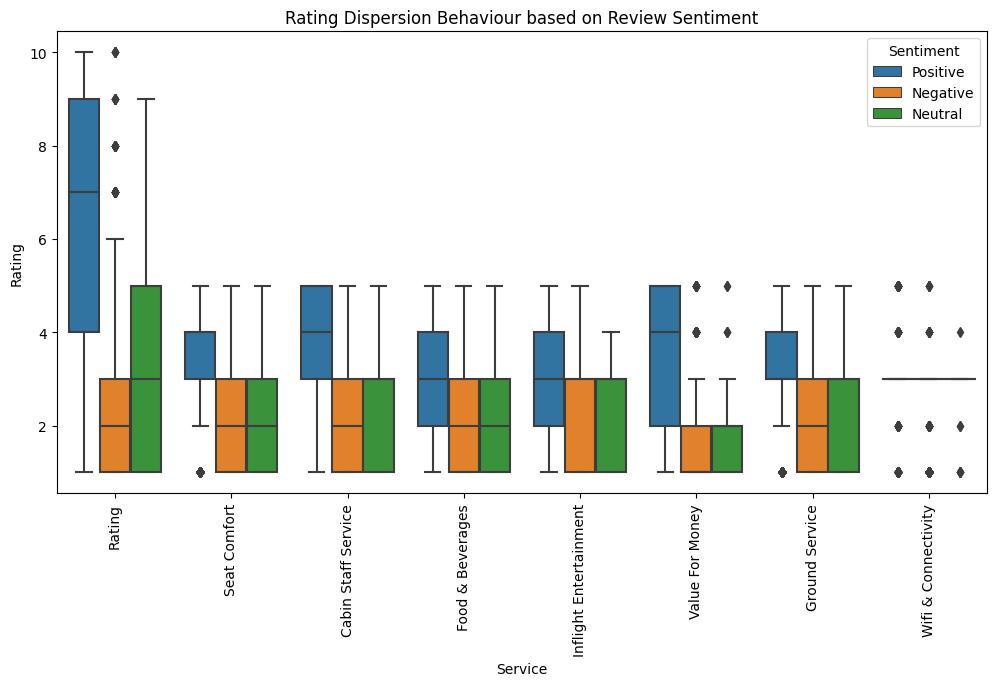 Rating Dispersion Behaviour based on Review Sentiment
Sentiment
Positive
Negative
Neutral
Rating
10
8
6
4
2
Rating
Seat Comfort
Cabin Staff Service
Food & Beverages
Inflight Entertainment
Value For Money
Ground Service
Wifi & Connectivity
Service